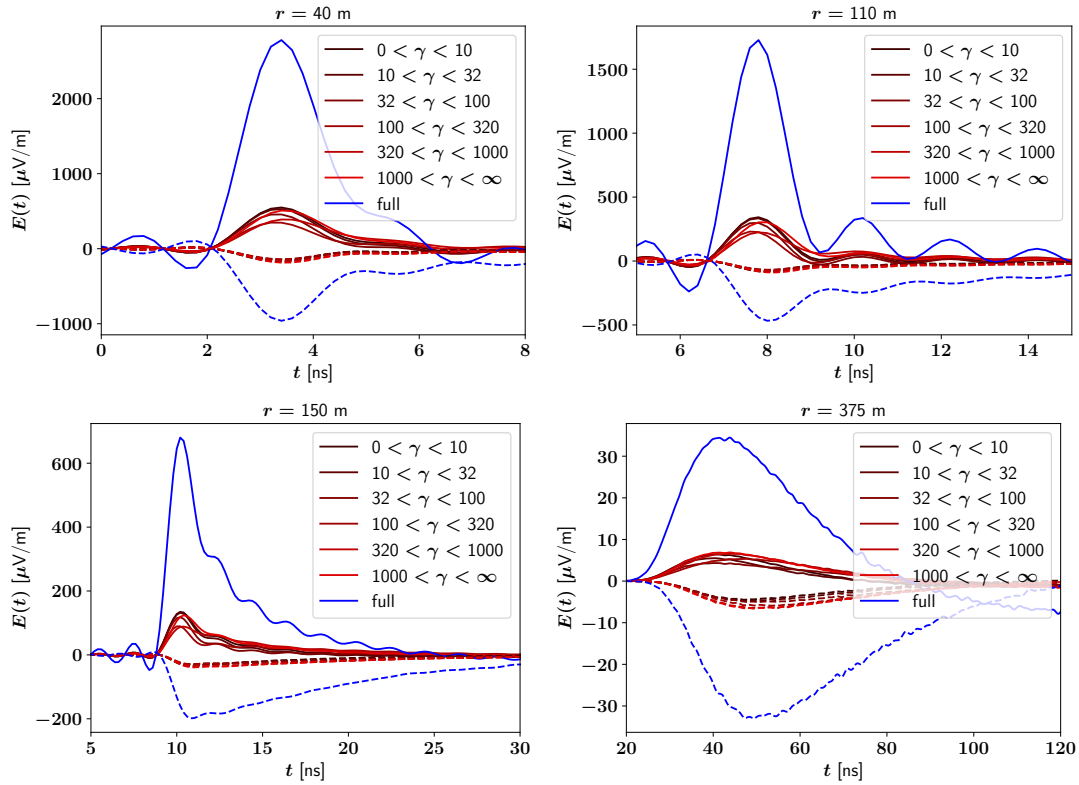 r = 40 m
E(t) [μV/m]
2000
1000
0
−1000
0 < γ < 10
10 < γ < 32
32 < γ < 100
100 < γ < 320
320 < γ < 1000
1000 < γ < ∞
full
0 2 4 6 8
t [ns]
r = 110 m
E(t) [μV/m]
1500
1000
500
0
−500
0 < γ < 10
10 < γ < 32
32 < γ < 100
100 < γ < 320
320 < γ < 1000
1000 < γ < ∞
full
6 8 10 12 14
t [ns]
r = 150 m
E(t) [μV/m]
600
400
200
0
−200
0 < γ < 10
10 < γ < 32
32 < γ < 100
100 < γ < 320
320 < γ < 1000
1000 < γ < ∞
full
5 10 15 20 25 30
t [ns]
r = 375 m
E(t) [μV/m]
30
20
10
0
−10
−20
−30
0 < γ < 10
10 < γ < 32
32 < γ < 100
100 < γ < 320
320 < γ < 1000
1000 < γ < ∞
full
20 40 60 80 100 120
t [ns]